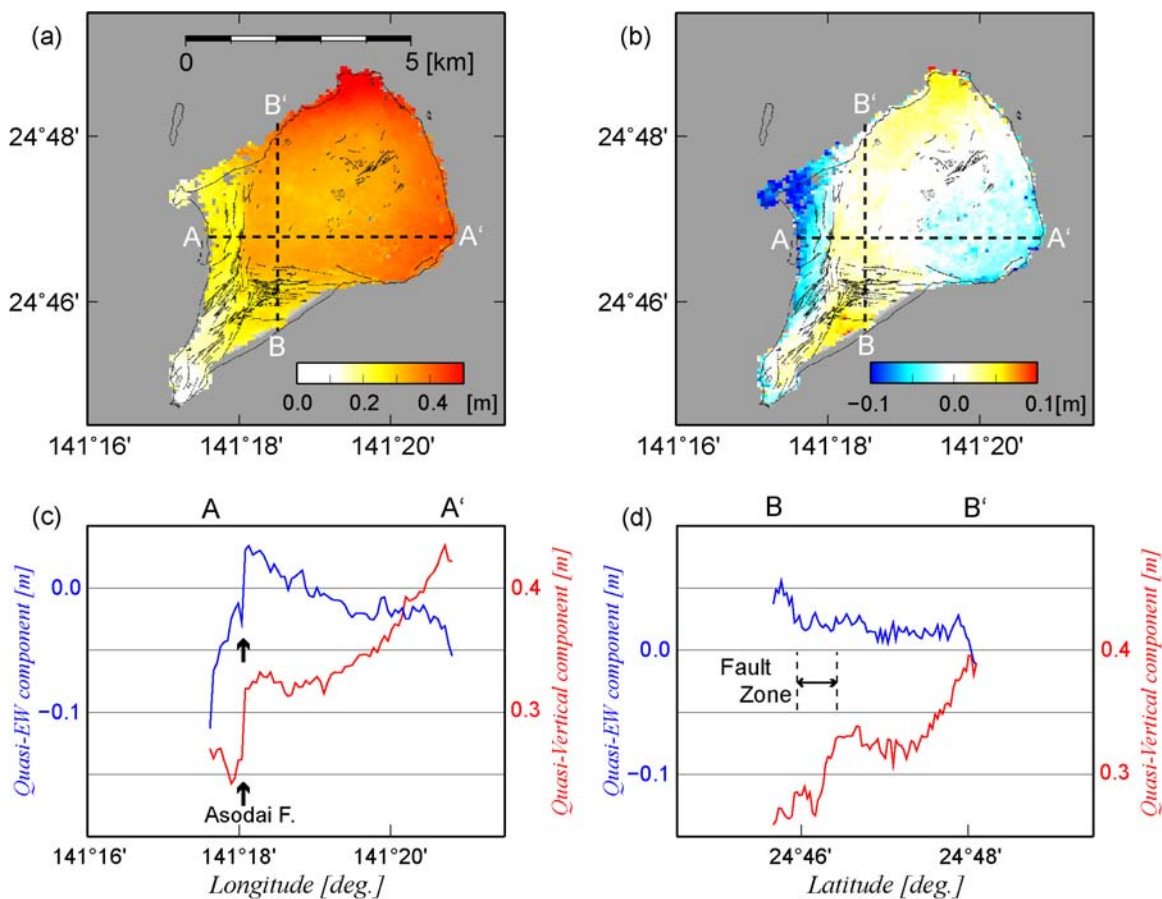 (a)
0 5 [km]
B‘
24°48'
A A‘
24°46'
B
0.0 0.2 0.4 [m]
141°16' 141°18' 141°20'
(b)
B‘
24°48'
A A‘
24°46'
B
−0.1 0.0 0.1[m]
141°16' 141°18' 141°20'
(c)
A A‘
Quasi-EW component [m]
0.0
−0.1
0.4
0.3
Quasi-Vertical component [m]
Asodai F.
141°16' 141°18' 141°20'
Longitude [deg.]
(d)
B B‘
Quasi-EW component [m]
0.0
−0.1
0.4
0.3
Quasi-Vertical component [m]
Fault
Zone
24°46' 24°48'
Latitude [deg.]